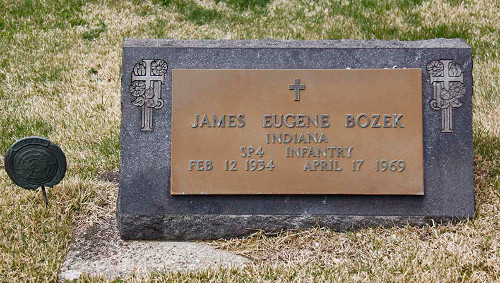 JAMES EUGENE BOZEK
INDIANA
SP4 INFANTRY
FEB 12 1934 APRIL 17 1969